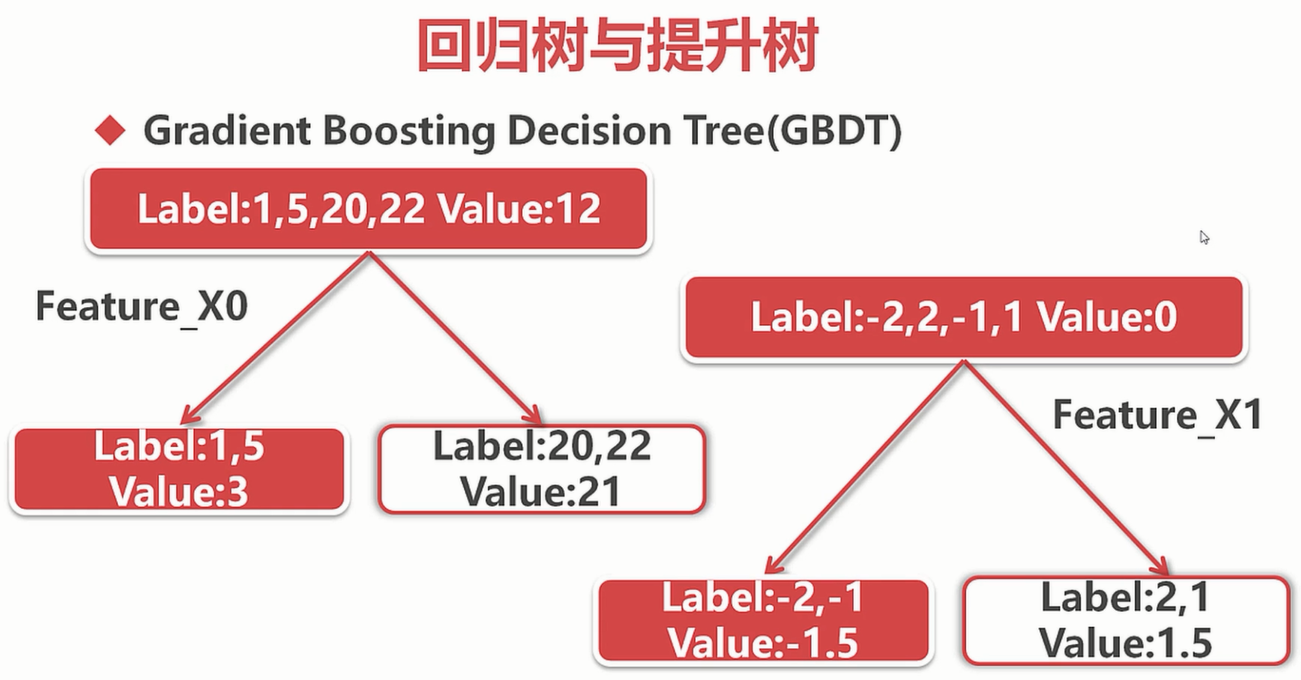 回归树与提升树
Gradient Boosting Decision Tree(GBDT)
Label:1,5,20,22 Value:12
Feature_X0
Label:1,5
Value:3
Label:20,22
Value:21
Label:-2,2,-1,1 Value:0
Feature_X1
Label:-2,-1
Value:-1.5
Label:2,1
Value:1.5